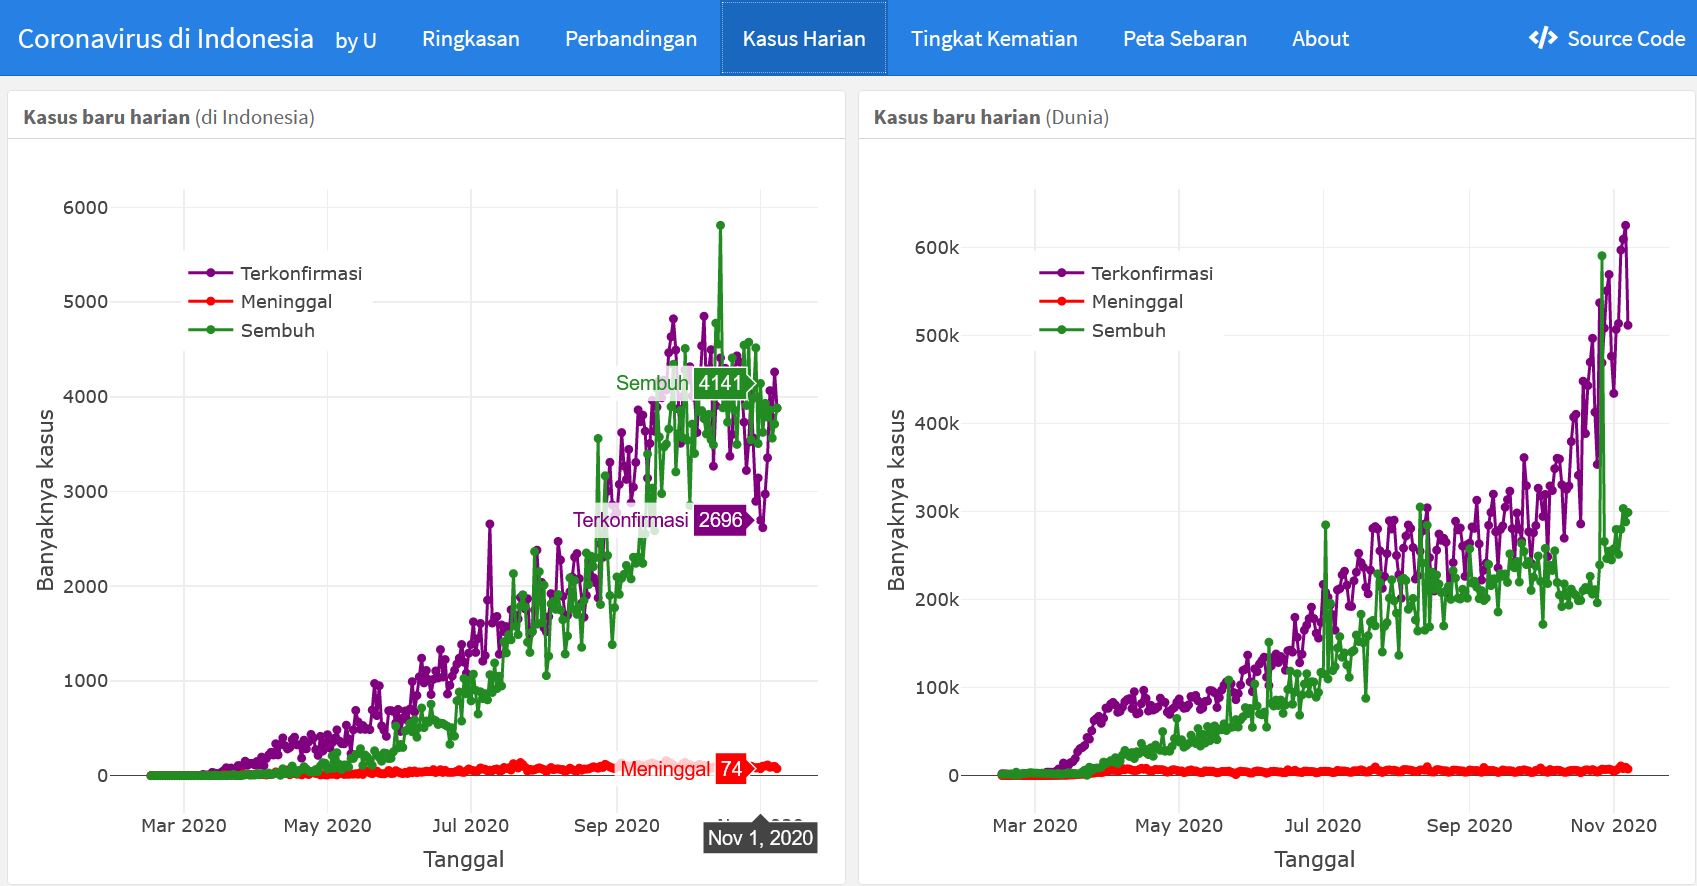 Coronavirus di Indonesia by U Ringkasan Perbandingan Kasus Harian Tingkat Kematian Peta Sebaran About </> Source Code
Kasus baru harian (di Indonesia)
6000
5000
4000
3000
2000
1000
0
Banyaknya kasus
Terkonfirmasi
Meninggal
Sembuh
Sembuh 4141
Terkonfirmasi 2696
Meninggal 74
Mar 2020 May 2020 Jul 2020 Sep 2020
Nov 1, 2020
Tanggal
Kasus baru harian (Dunia)
600k
500k
400k
300k
200k
100k
0
Banyaknya kasus
Terkonfirmasi
Meninggal
Sembuh
Mar 2020 May 2020 Jul 2020 Sep 2020 Nov 2020
Tanggal